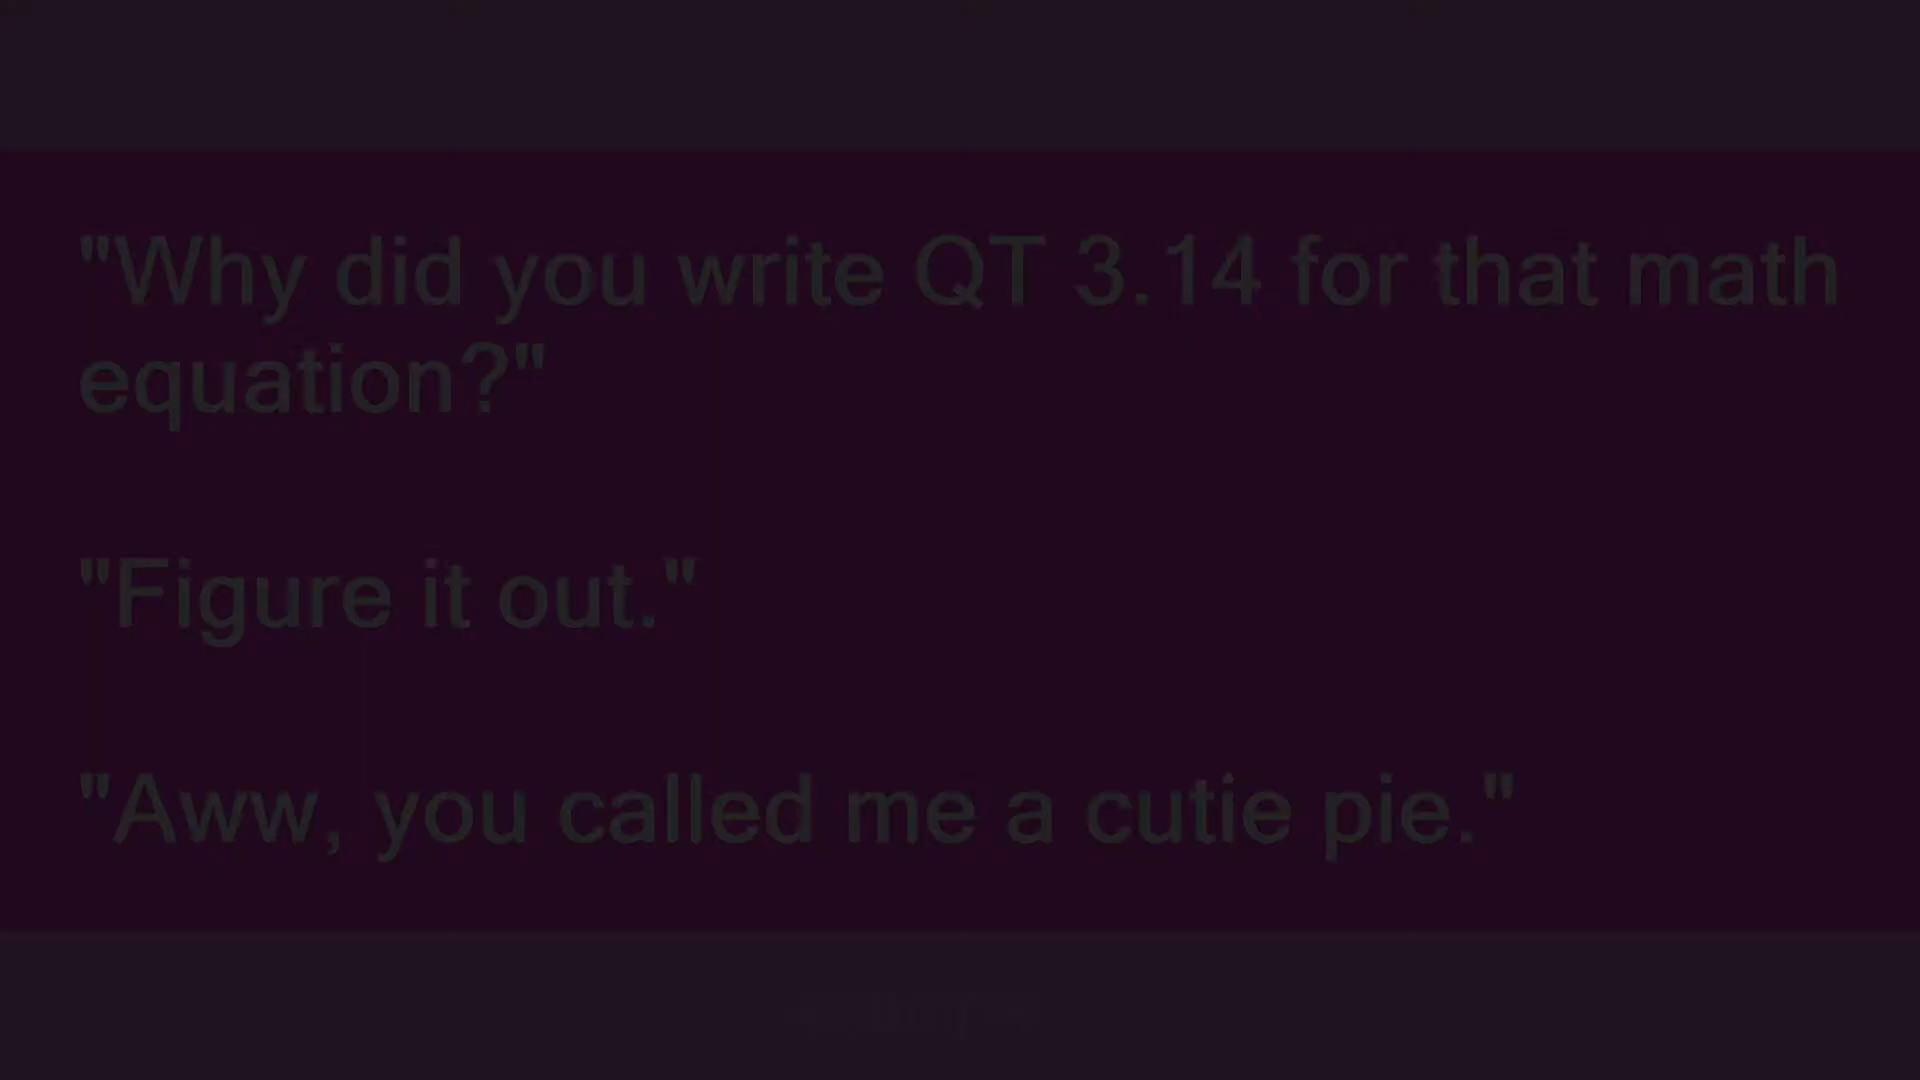 "Why did you write QT 3.14 for that math
equation?"
"Figure it out."
"Aww, you called me a cutie pie."